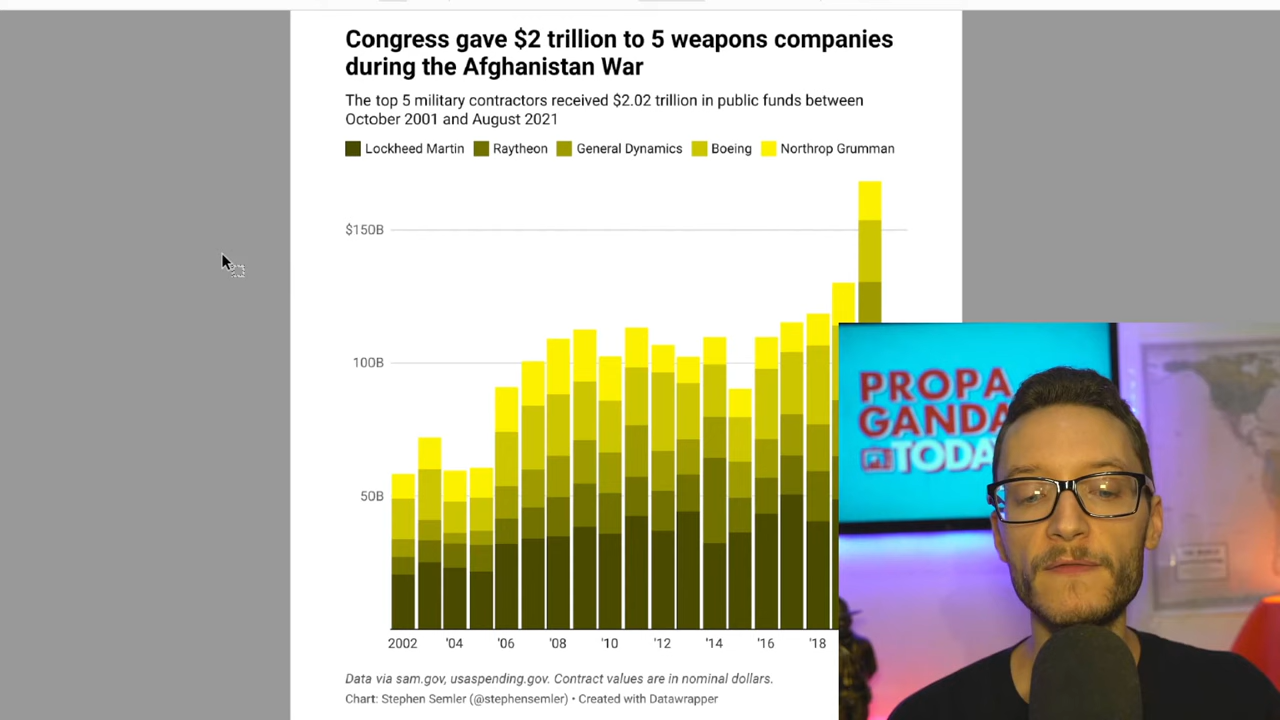 Congress gave $2 trillion to 5 weapons companies
during the Afghanistan War
The top 5 military contractors received $2.02 trillion in public funds between
October 2001 and August 2021
Lockheed Martin Raytheon General Dynamics Boeing Northrop Grumman
$150B
100B
50B
2002 '04 '06 '08 '10 '12 '14 '16 '18
Data via sam.gov, usaspending.gov. Contract values are in nominal dollars.
Chart: Stephen Semler (@stephensemler) • Created with Datawrapper
PROPA
GANDA
TODA